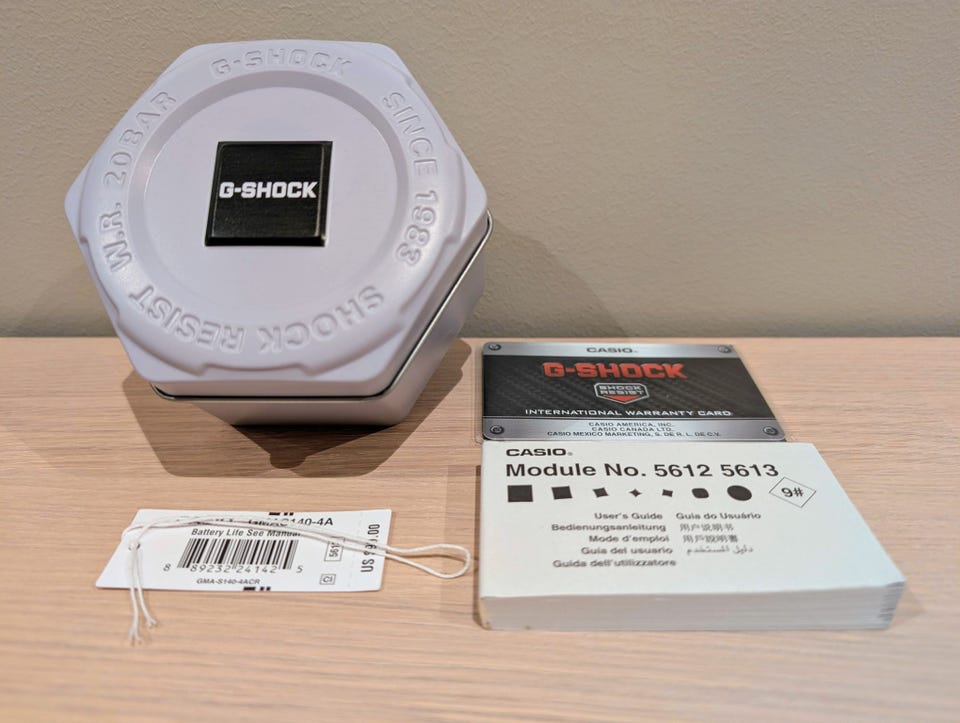 G-SHOCK
SINCE 1983
SHOCK RESIST
W.R. 20BAR
G-SHOCK
CASIO®
G-SHOCK
SHOCK
RESIST
INTERNATIONAL WARRANTY CARD
CASIO AMERICA, INC.
CASIO CANADA LTD.
CASIO MEXICO MARKETING, S. DE R. L. DE C.V.
CASIO®
Module No. 5612 5613
9#
User's Guide Guia do Usuário
Bedienungsanleitung 用户说明书
Mode d'emploi 用戶說明書
Guía del usuario دليل المستخدم
Guida dell'utilizzatore
Battery Life See Manual
8 89232 24142 5
GMA-S140-4ACR
CI
US